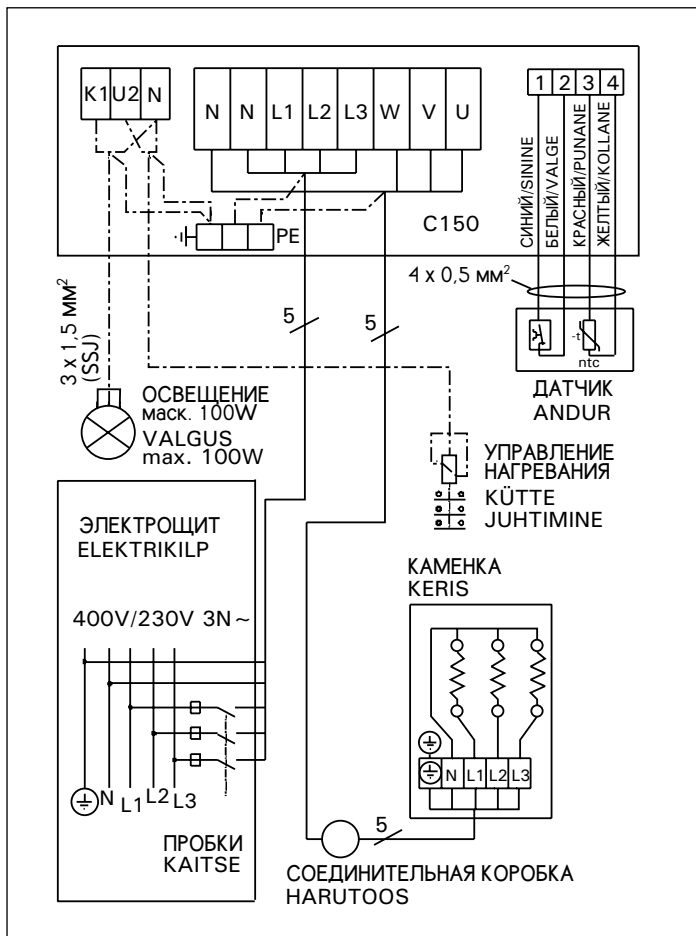 K1 U2 N
N N L1 L2 L3 W V U
1 2 3 4
СИНИЙ/SININE
БЕЛЫЙ/VALGE
КРАСНЫЙ/PUNANE
ЖЕЛТЫЙ/KOLLANE
PE
C150
4 x 0,5 мм²
3 x 1,5 мм²
(SSJ)
5
5
-t
ntc
ДАТЧИК
ANDUR
ОСВЕЩЕНИЕ
маск. 100W
VALGUS
max. 100W
УПРАВЛЕНИЕ
НАГРЕВАНИЯ
KÜTTE
JUHTIMINE
ЭЛЕКТРОЩИТ
ELEKTRIKILP
400V/230V 3N~
N L1 L2 L3
ПРОБКИ
KAITSE
КАМЕНКА
KERIS
N L1 L2 L3
5
СОЕДИНИТЕЛЬНАЯ КОРОБКА
HARUTOOS